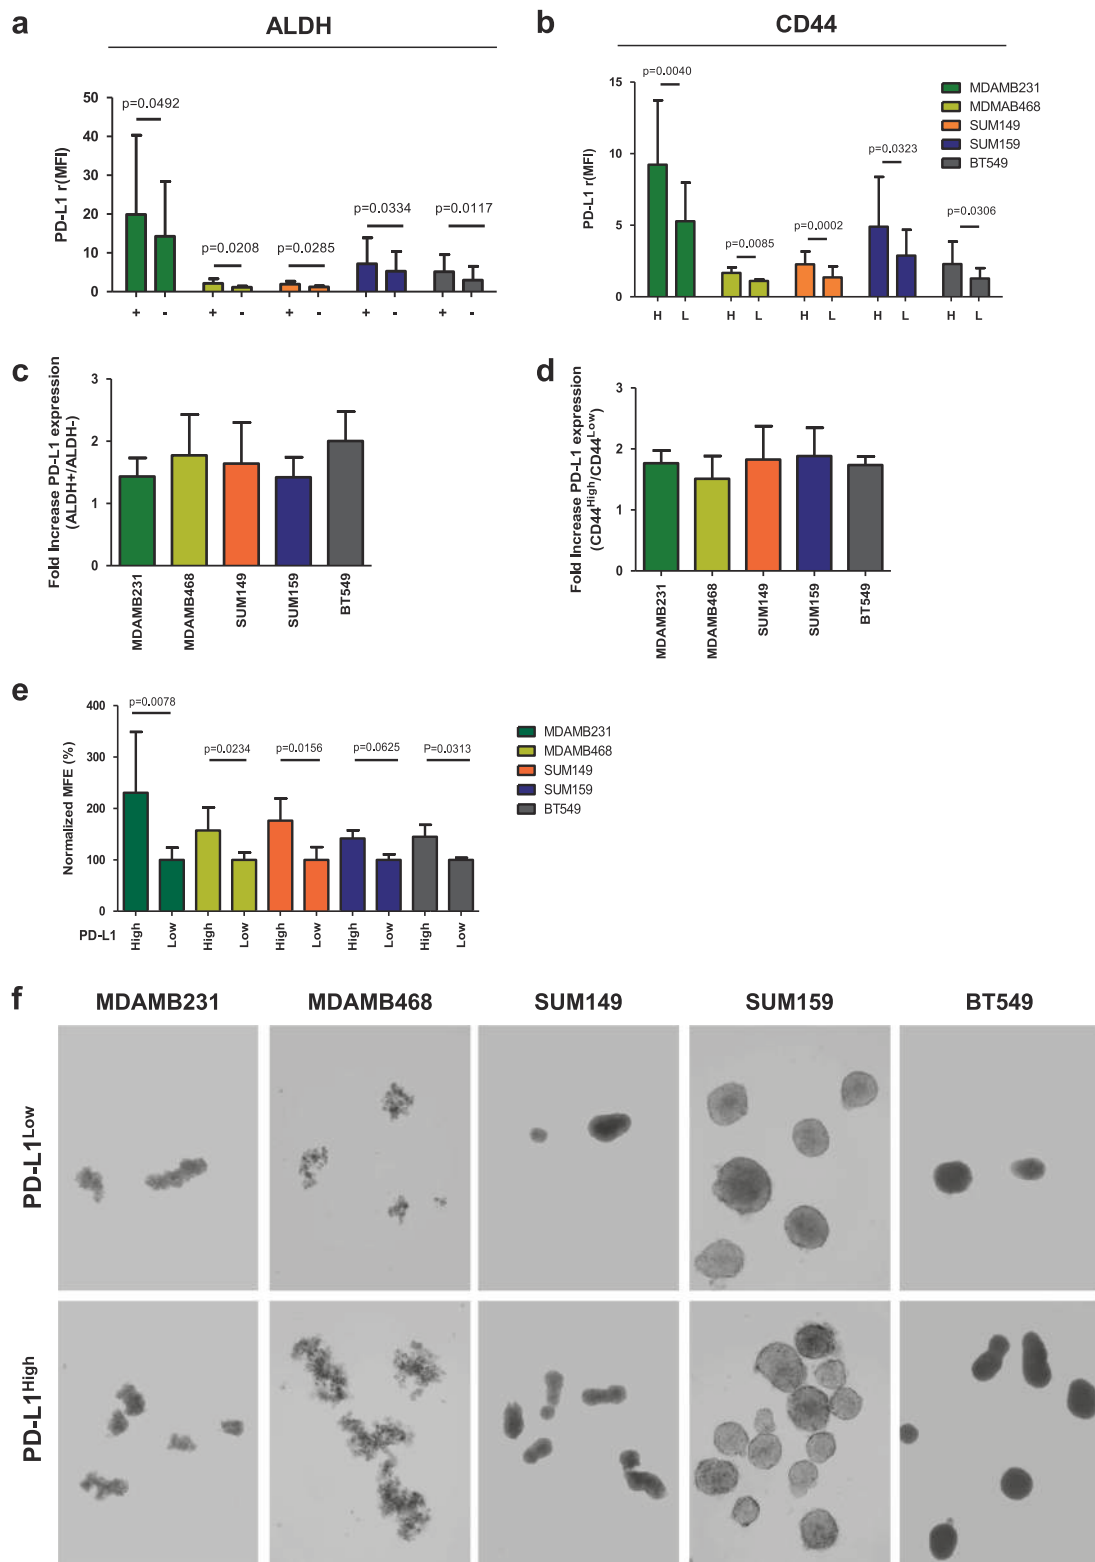 a
ALDH
PD-L1 r(MFI)
50
40
30
20
10
0
p=0.0492
p=0.0208
p=0.0285
p=0.0334
p=0.0117
+ - + - + - + - + -
b
CD44
PD-L1 r(MFI)
15
10
5
0
p=0.0040
p=0.0085
p=0.0002
p=0.0323
p=0.0306
H L H L H L H L H L
MDAMB231
MDMAB468
SUM149
SUM159
BT549
c
Fold Increase PD-L1 expression
(ALDH+/ALDH-)
3
2
1
0
MDAMB231
MDAMB468
SUM149
SUM159
BT549
d
Fold Increase PD-L1 expression
(CD44High/CD44Low)
3
2
1
0
MDAMB231
MDAMB468
SUM149
SUM159
BT549
e
Normalized MFE (%)
400
300
200
100
0
p=0.0078
p=0.0234
p=0.0156
p=0.0625
P=0.0313
PD-L1 High Low High Low High Low High Low High Low
MDAMB231
MDAMB468
SUM149
SUM159
BT549
f
MDAMB231 MDAMB468 SUM149 SUM159 BT549
PD-L1Low
PD-L1High